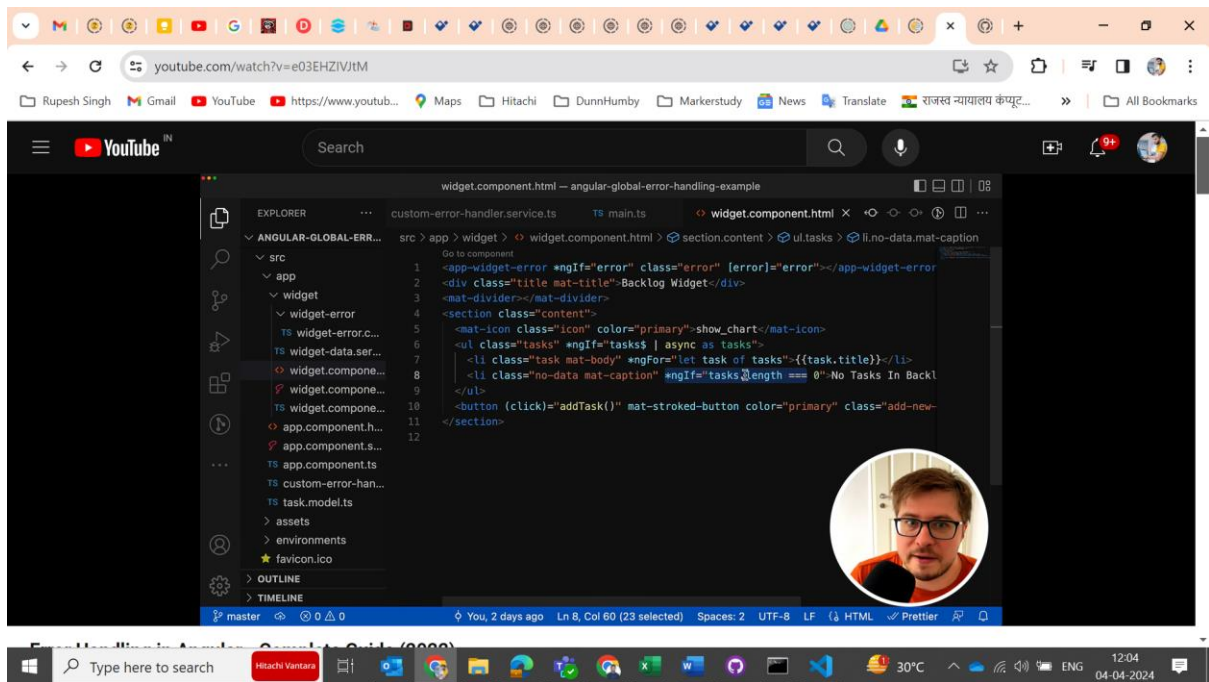 youtube.com/watch?v=e03EHZIVJtM
Rupesh Singh Gmail YouTube https://www.youtub... Maps Hitachi DunnHumby Markerstudy News Translate राजस्व न्यायालय कंप्यूट... » All Bookmarks
YouTube IN Search 9+
widget.component.html — angular-global-error-handling-example
EXPLORER ··· custom-error-handler.service.ts TS main.ts <> widget.component.html
ANGULAR-GLOBAL-ERR... src > app > widget > <> widget.component.html > section.content > ul.tasks > li.no-data.mat-caption
src
app
widget
widget-error
TS widget-error.c...
TS widget-data.ser...
<> widget.compone...
widget.compone...
TS widget.compone...
<> app.component.h...
app.component.s...
TS app.component.ts
TS custom-error-han...
TS task.model.ts
> assets
> environments
favicon.ico
> OUTLINE
> TIMELINE
Go to component
1 <app-widget-error *ngIf="error" class="error" [error]="error"></app-widget-error
2 <div class="title mat-title">Backlog Widget</div>
3 <mat-divider></mat-divider>
4 <section class="content">
5 <mat-icon class="icon" color="primary">show_chart</mat-icon>
6 <ul class="tasks" *ngIf="tasks$ | async as tasks">
7 <li class="task mat-body" *ngFor="let task of tasks">{{task.title}}</li>
8 <li class="no-data mat-caption" *ngIf="tasks.length === 0">No Tasks In Backl
9 </ul>
10 <button (click)="addTask()" mat-stroked-button color="primary" class="add-new-
11 </section>
12
master 0 0 You, 2 days ago Ln 8, Col 60 (23 selected) Spaces: 2 UTF-8 LF HTML Prettier
Error Handling in Angular - Complete Guide (2022)
Type here to search Hitachi Vantara 30°C ENG 12:04
04-04-2024